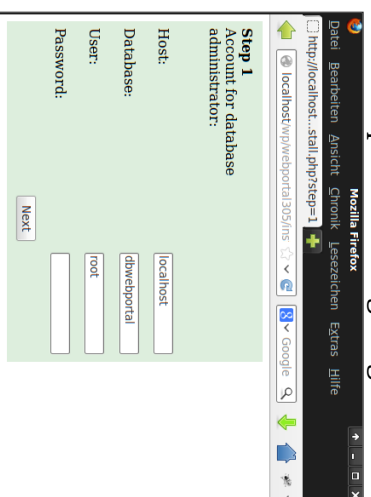 Mozilla Firefox
Datei Bearbeiten Ansicht Chronik Lesezeichen Extras Hilfe
http://localhost...stall.php?step=1
localhost/wp/webportal305/ins
Google
Step 1
Account for database
administrator:
Host: localhost
Database: dbwebportal
User: root
Password:
Next